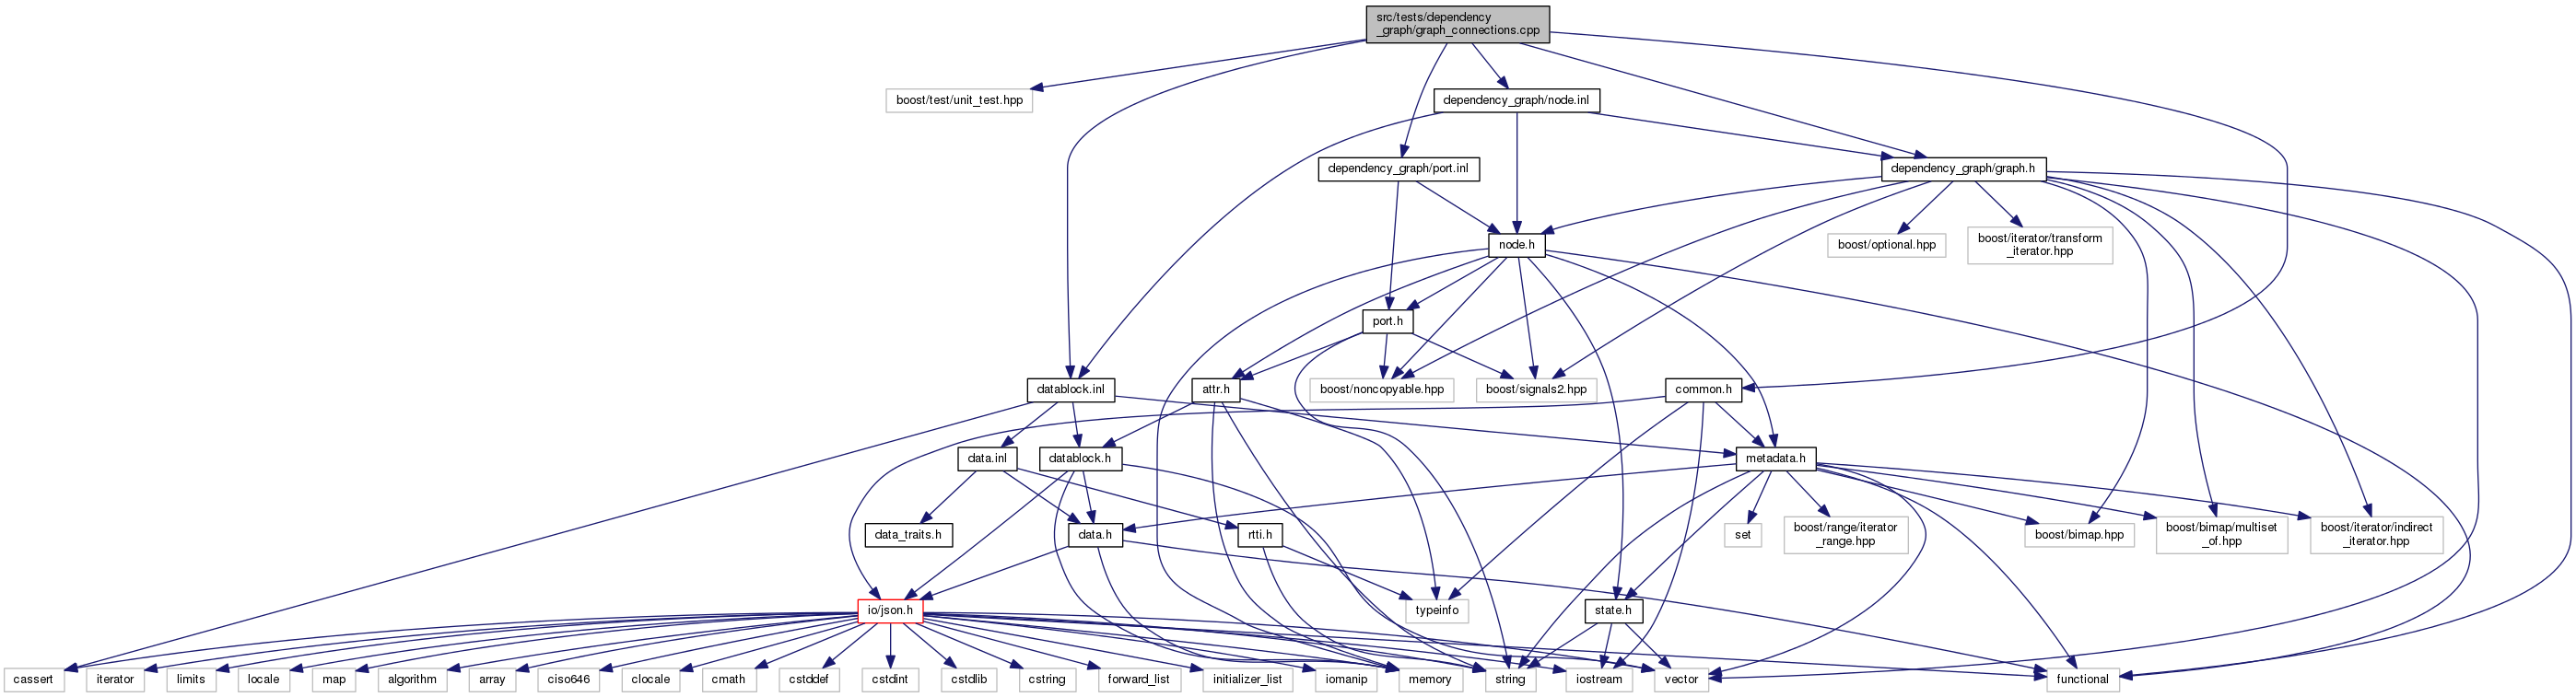 src/tests/dependency
_graph/graph_connections.cpp
boost/test/unit_test.hpp
dependency_graph/node.inl
dependency_graph/port.inl
dependency_graph/graph.h
node.h
boost/optional.hpp
boost/iterator/transform
_iterator.hpp
port.h
datablock.inl
attr.h
boost/noncopyable.hpp
boost/signals2.hpp
common.h
data.inl
datablock.h
metadata.h
data_traits.h
data.h
rtti.h
set
boost/range/iterator
_range.hpp
boost/bimap.hpp
boost/bimap/multiset
_of.hpp
boost/iterator/indirect
_iterator.hpp
io/json.h
typeinfo
state.h
cassert
iterator
limits
locale
map
algorithm
array
ciso646
clocale
cmath
cstddef
cstdint
cstdlib
cstring
forward_list
initializer_list
iomanip
memory
string
iostream
vector
functional